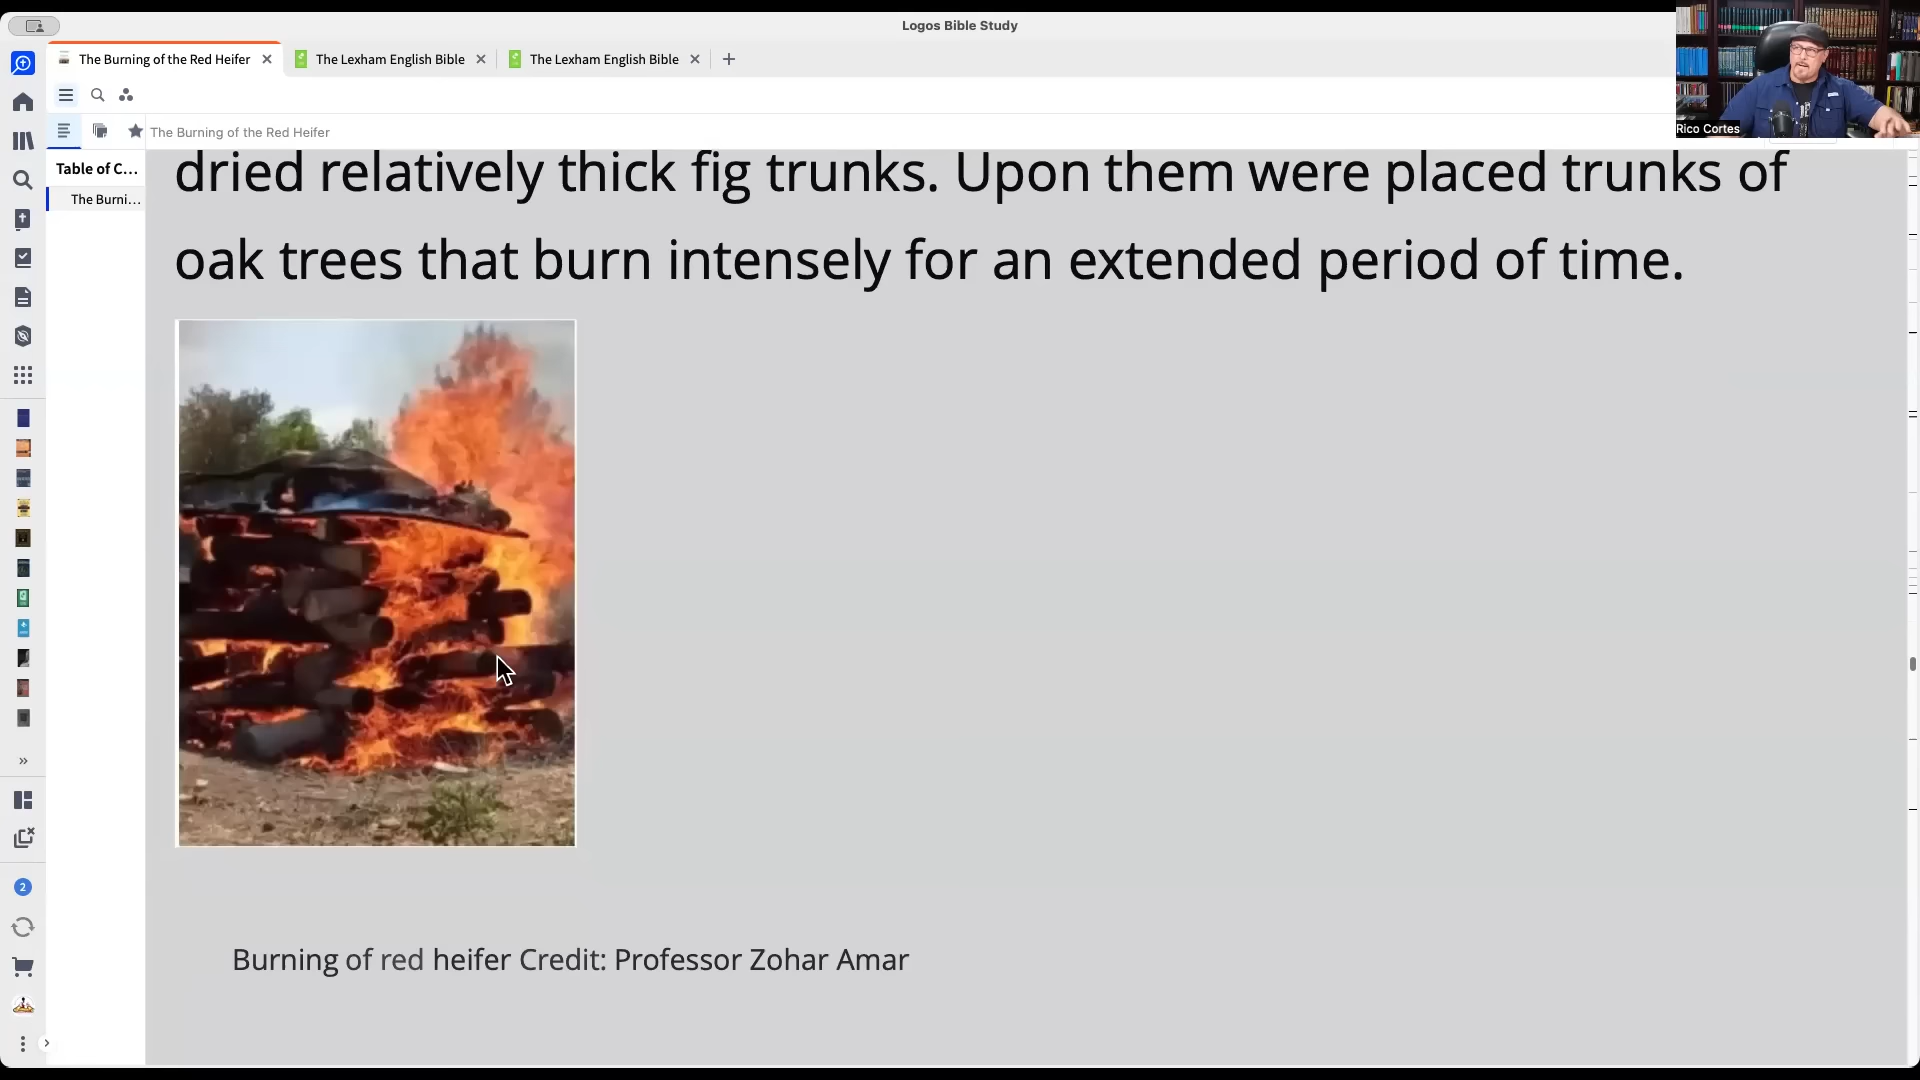 Logos Bible Study
The Burning of the Red Heifer
The Lexham English Bible
The Lexham English Bible
Rico Cortes
The Burning of the Red Heifer
Table of C...
The Burni...
dried relatively thick fig trunks. Upon them were placed trunks of
oak trees that burn intensely for an extended period of time.
Burning of red heifer Credit: Professor Zohar Amar
2